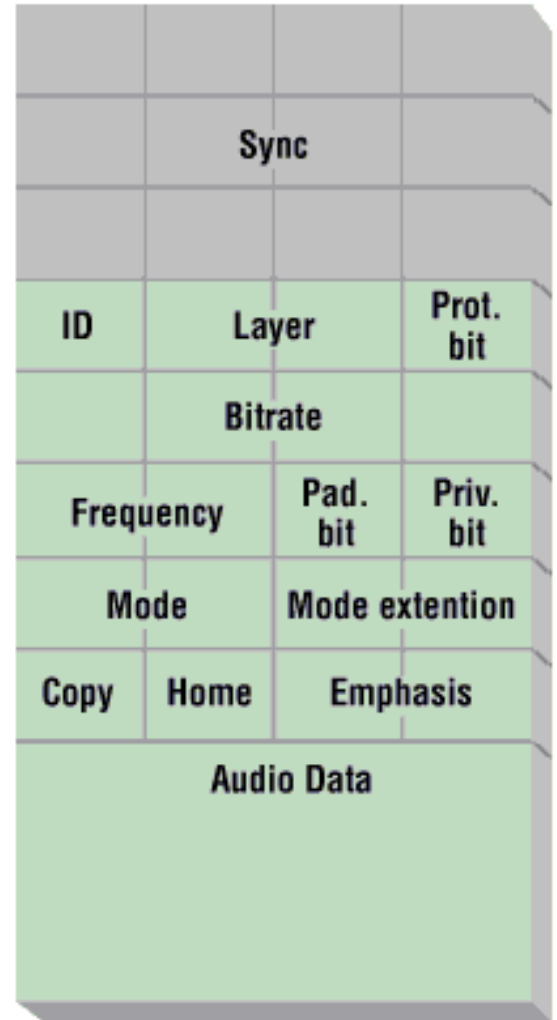 Sync
ID Layer Prot. bit
Bitrate
Frequency Pad. bit Priv. bit
Mode Mode extention
Copy Home Emphasis
Audio Data